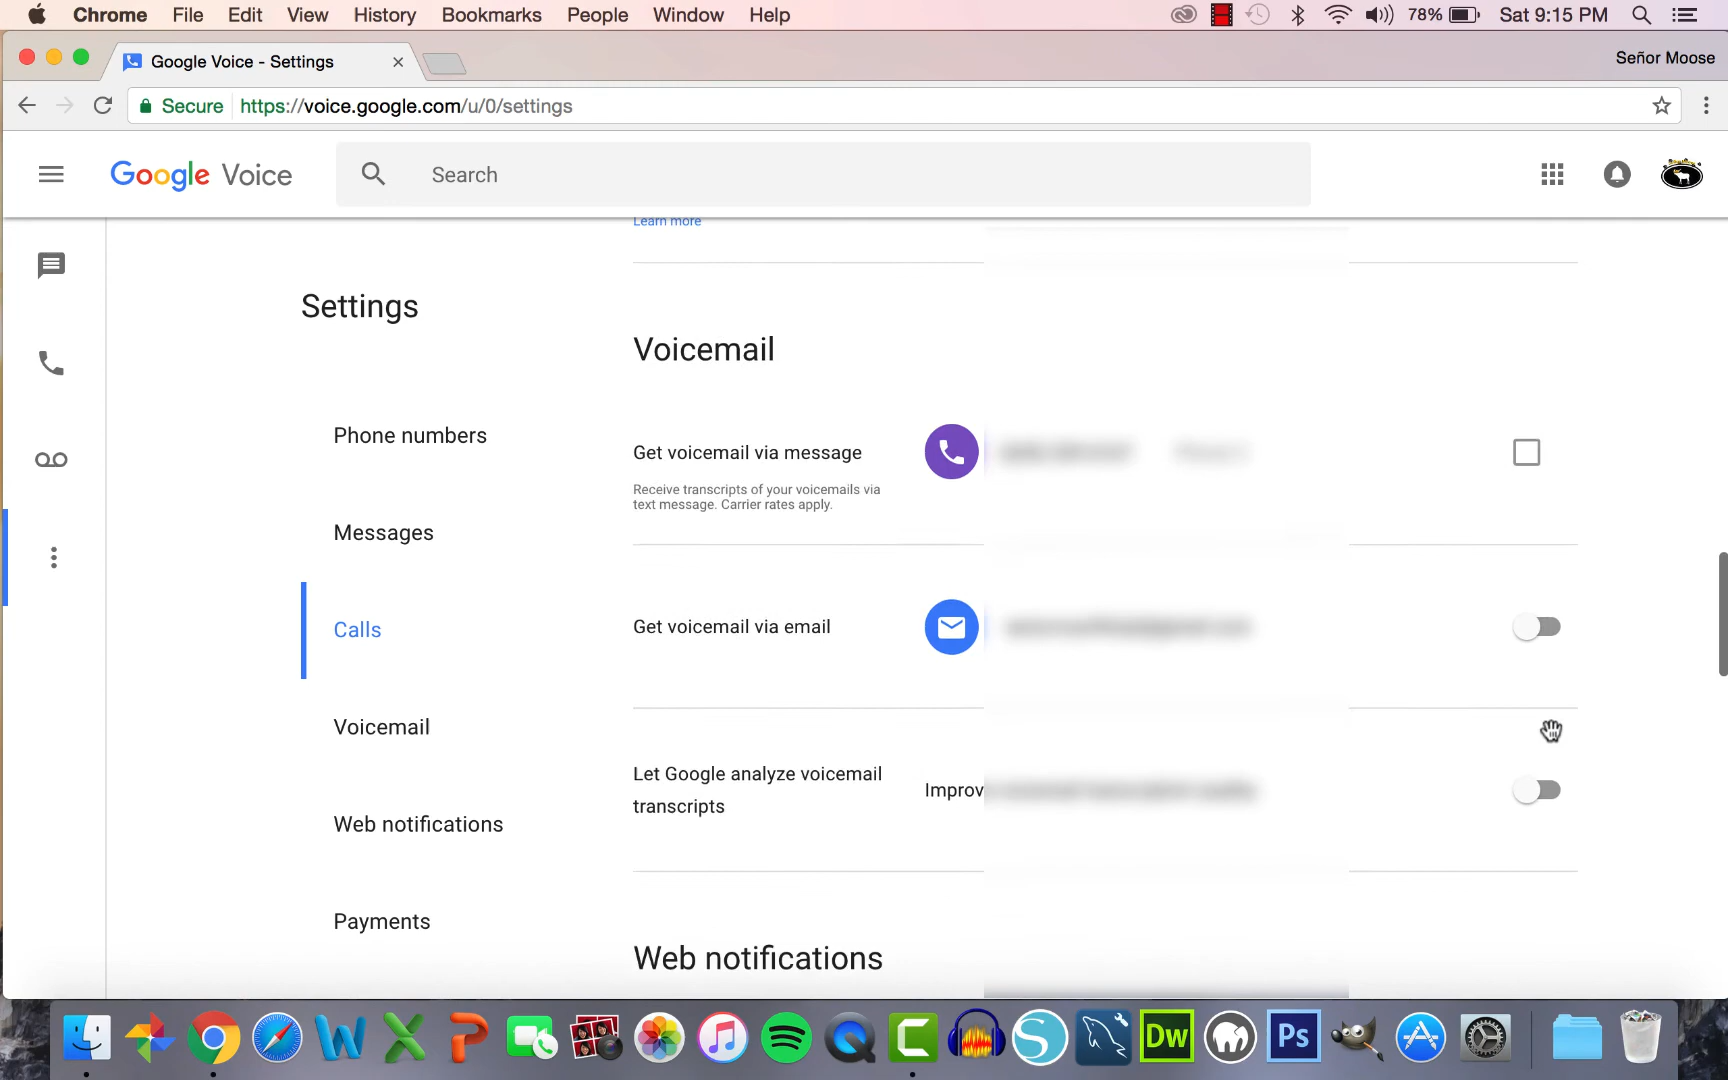 Chrome File Edit View History Bookmarks People Window Help 78% Sat 9:15 PM
Google Voice - Settings
Señor Moose
Secure https://voice.google.com/u/0/settings
Google Voice
Search
Learn more
Settings
Voicemail
Phone numbers
Get voicemail via message
Receive transcripts of your voicemails via
text message. Carrier rates apply.
Messages
Calls
Get voicemail via email
Voicemail
Let Google analyze voicemail
transcripts
Web notifications
Payments
Web notifications
W
X
P
S
Dw
Ps